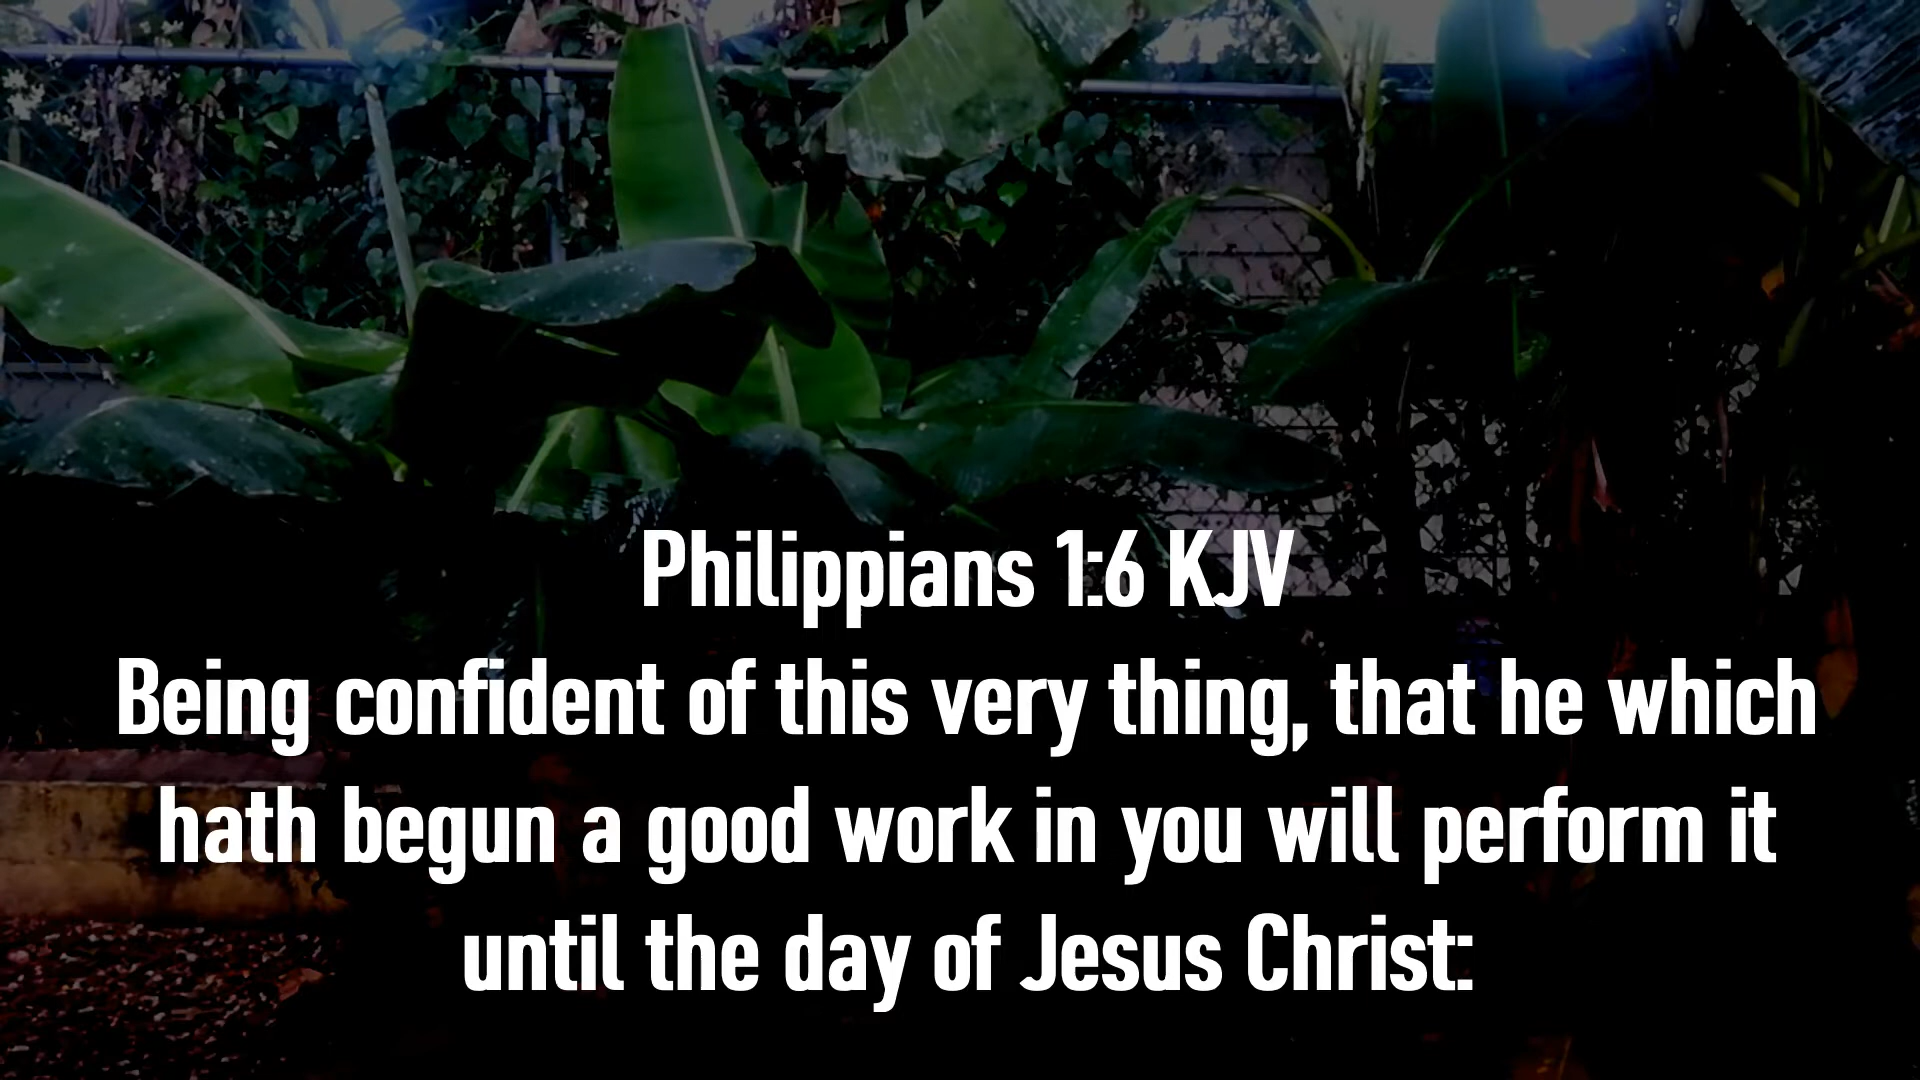 Philippians 1:6 KJV
Being confident of this very thing, that he which
hath begun a good work in you will perform it
until the day of Jesus Christ: